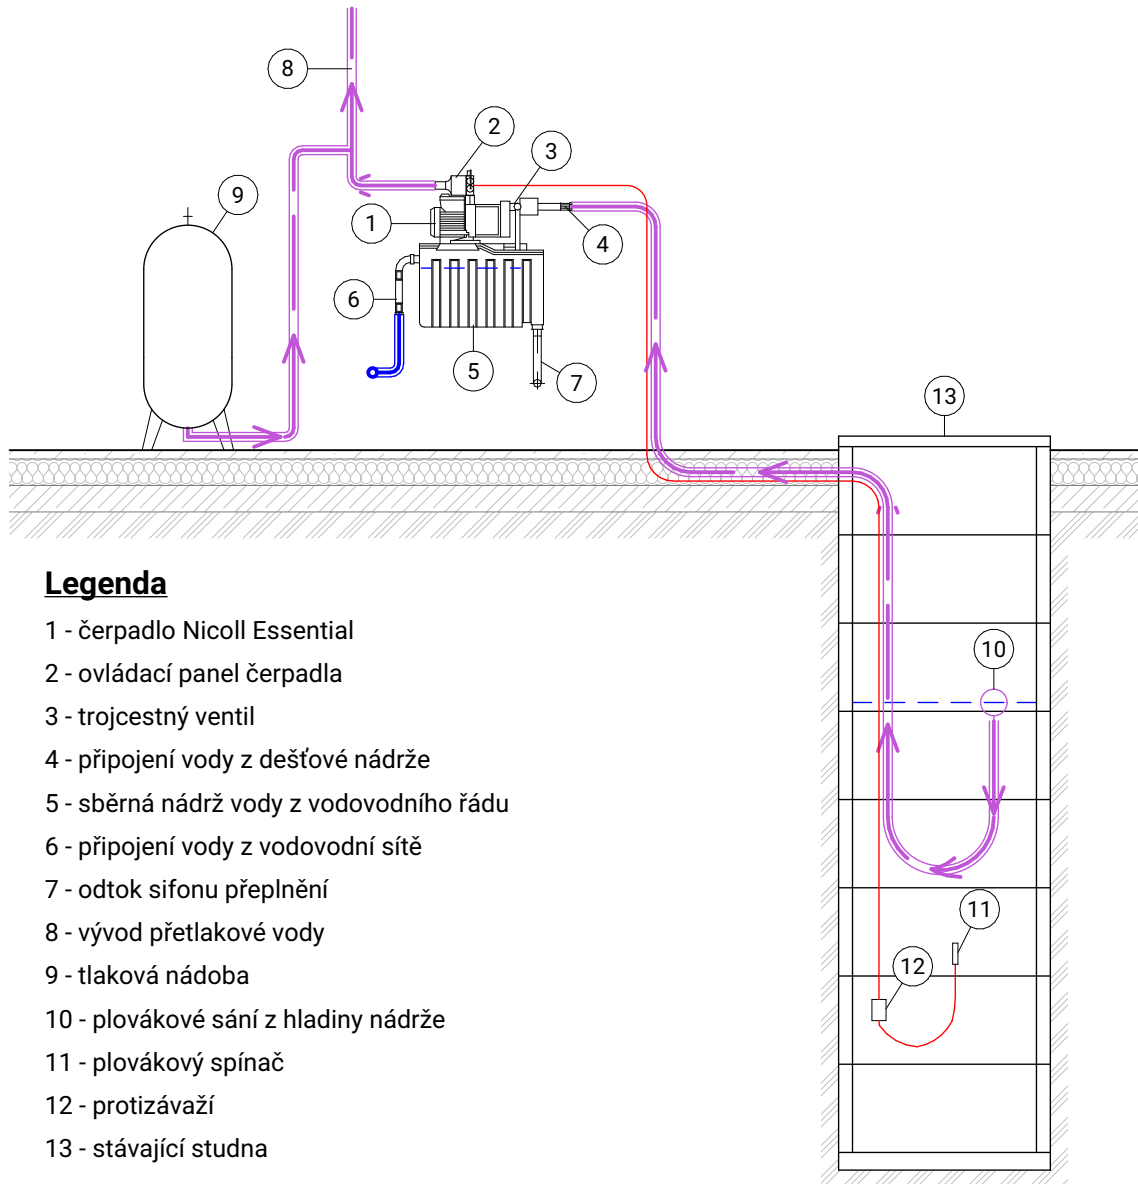 8
2
3
9
1
4
6
5
7
13
10
11
12
Legenda
1 - čerpadlo Nicoll Essential
2 - ovládací panel čerpadla
3 - trojcestný ventil
4 - připojení vody z dešťové nádrže
5 - sběrná nádrž vody z vodovodního řádu
6 - připojení vody z vodovodní sítě
7 - odtok sifonu přeplnění
8 - vývod přetlakové vody
9 - tlaková nádoba
10 - plovákové sání z hladiny nádrže
11 - plovákový spínač
12 - protizávaží
13 - stávající studna